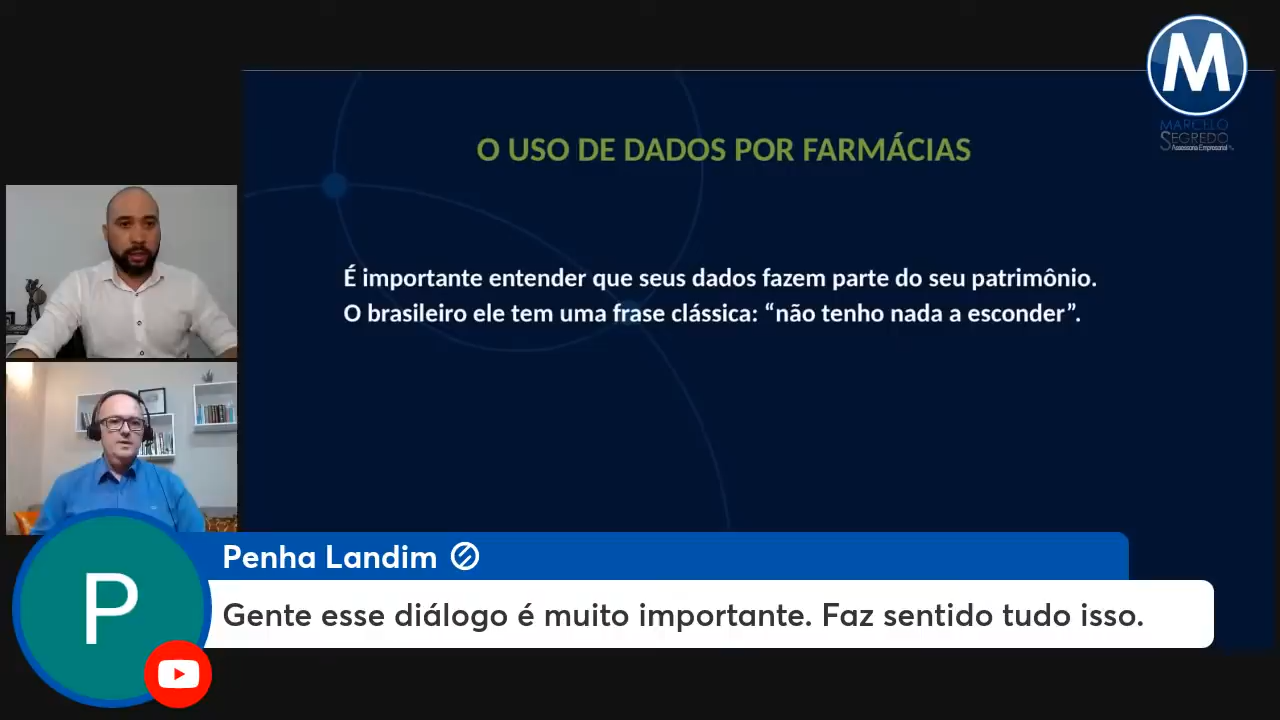 M
MARCELO
SEGREDO
Assessoria Empresarial
O USO DE DADOS POR FARMÁCIAS
É importante entender que seus dados fazem parte do seu patrimônio.
O brasileiro ele tem uma frase clássica: “não tenho nada a esconder”.
Penha Landim
P
Gente esse diálogo é muito importante. Faz sentido tudo isso.